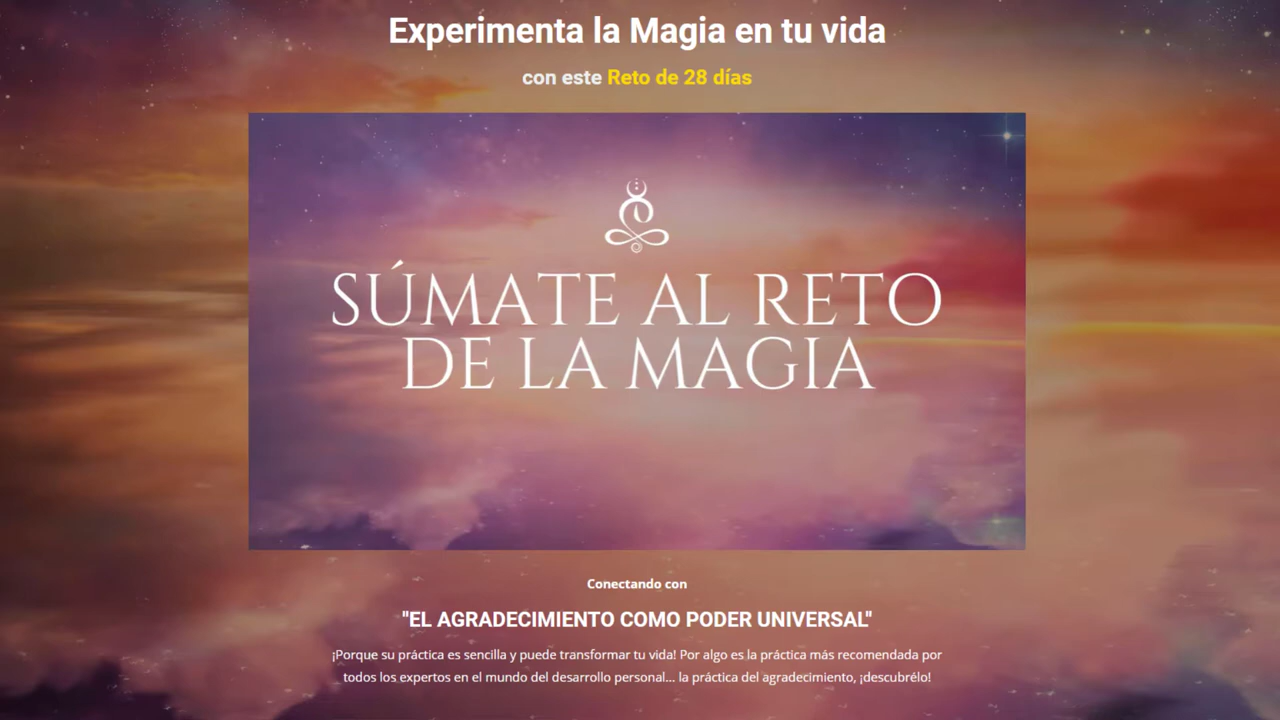 Experimenta la Magia en tu vida
con este Reto de 28 días
SÚMATE AL RETO
DE LA MAGIA
Conectando con
"EL AGRADECIMIENTO COMO PODER UNIVERSAL"
¡Porque su práctica es sencilla y puede transformar tu vida! Por algo es la práctica más recomendada por
todos los expertos en el mundo del desarrollo personal... la práctica del agradecimiento, ¡descubrélo!